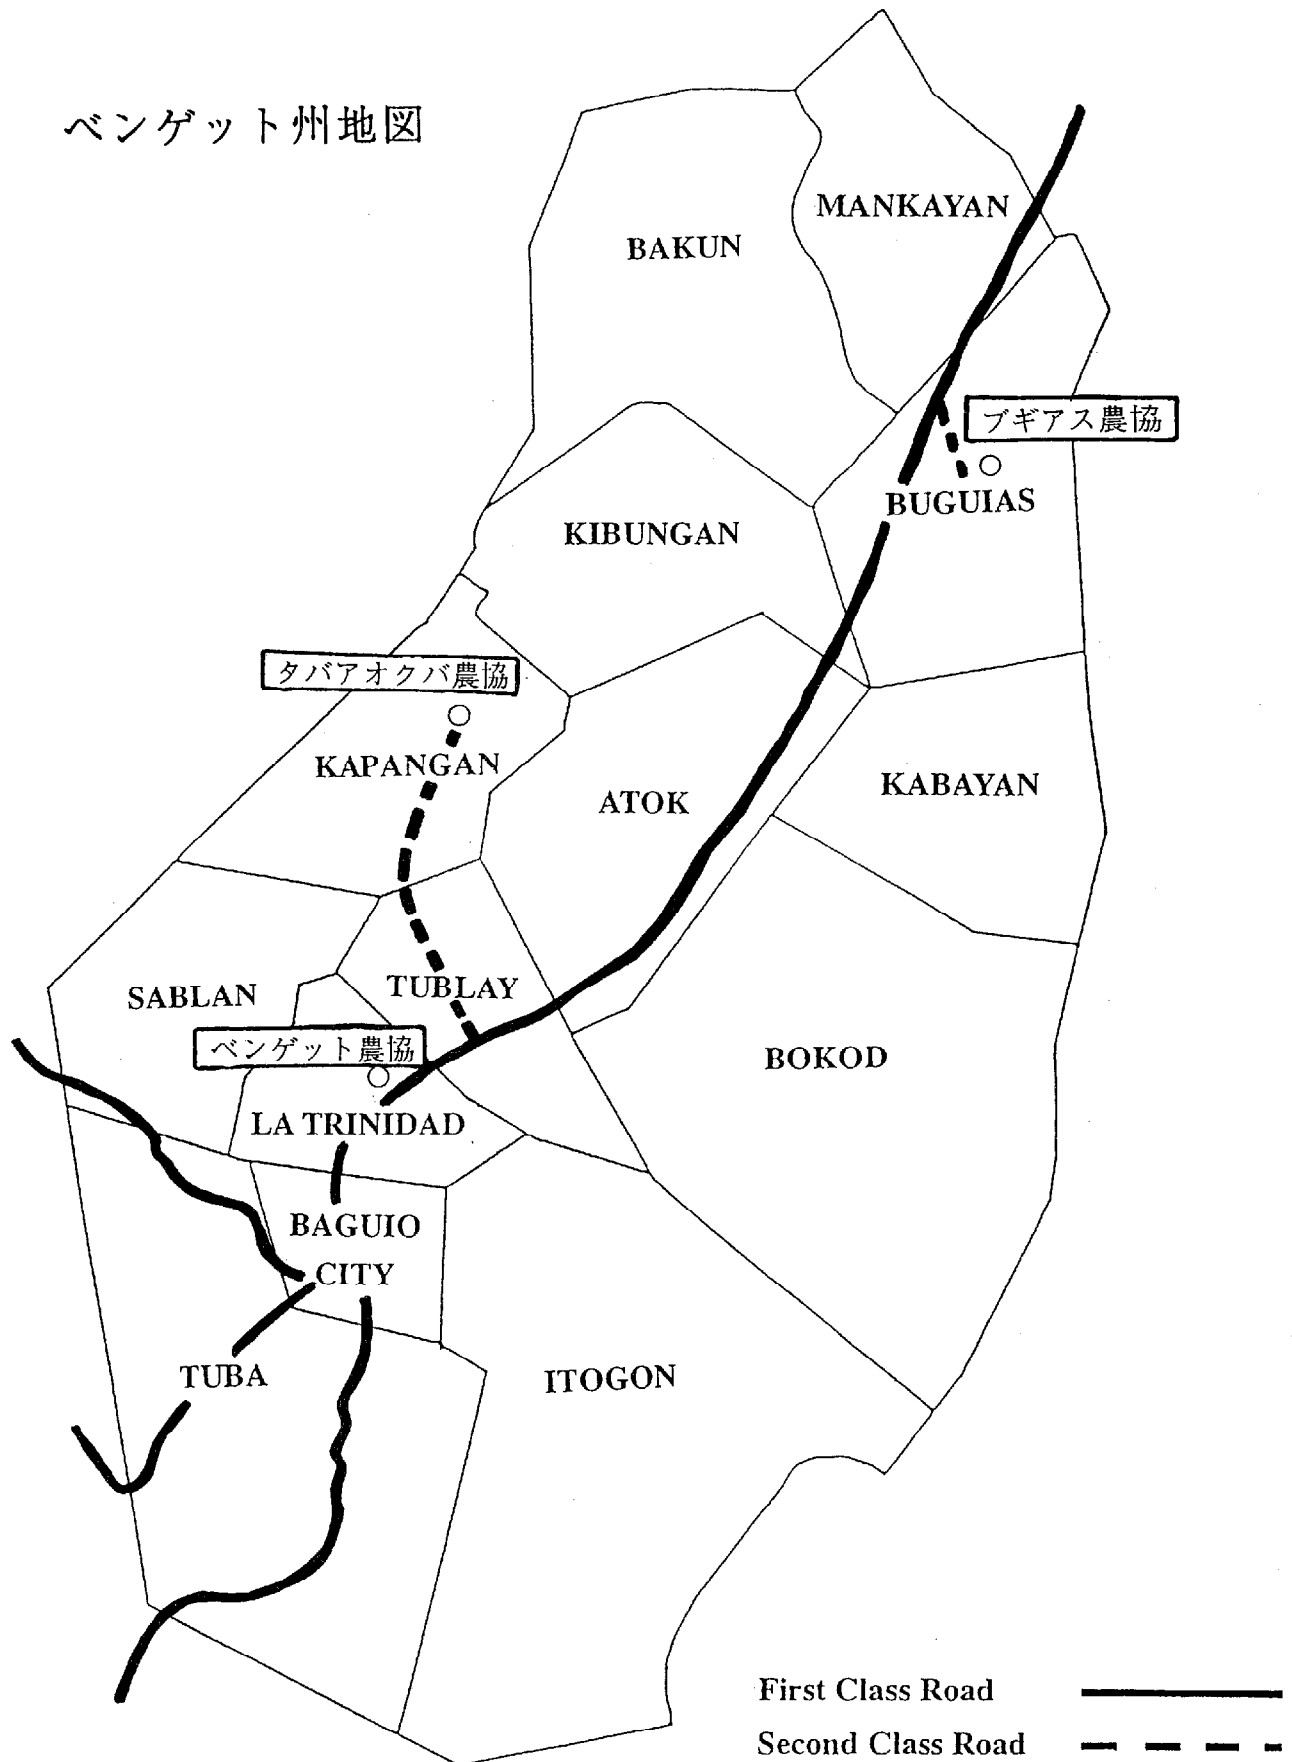 ベンゲット州地図
MANKAYAN
BAKUN
ブギアス農協
BUGUIAS
KIBUNGAN
タバアオクバ農協
KAPANGAN
KABAYAN
ATOK
TUBLAY
SABLAN
ベンゲット農協
BOKOD
LA TRINIDAD
BAGUIO
CITY
TUBA
ITOGON
First Class Road
Second Class Road